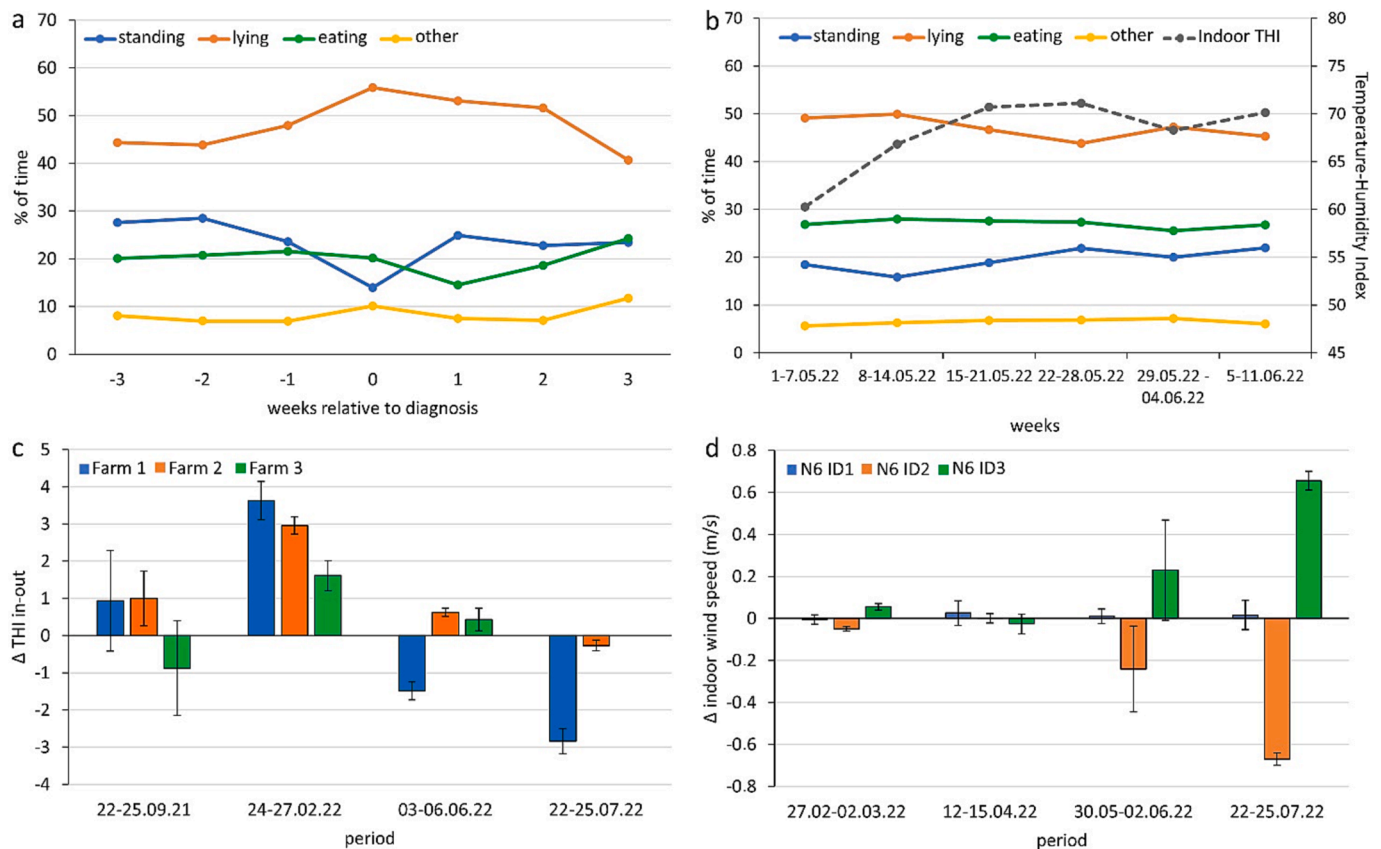 a
standing lying eating other
70
60
50
40
30
20
10
0
% of time
-3 -2 -1 0 1 2 3
weeks relative to diagnosis
b
standing lying eating other Indoor THI
70
60
50
40
30
20
10
0
% of time
80
75
70
65
60
55
50
45
Temperature-Humidity Index
1-7.05.22 8-14.05.22 15-21.05.22 22-28.05.22 29.05.22 - 5-11.06.22
04.06.22
weeks
c
Farm 1 Farm 2 Farm 3
5
4
3
2
1
0
-1
-2
-3
-4
Δ THI in-out
22-25.09.21 24-27.02.22 03-06.06.22 22-25.07.22
period
d
N6 ID1 N6 ID2 N6 ID3
0.8
0.6
0.4
0.2
0
-0.2
-0.4
-0.6
-0.8
Δ indoor wind speed (m/s)
27.02-02.03.22 12-15.04.22 30.05-02.06.22 22-25.07.22
period